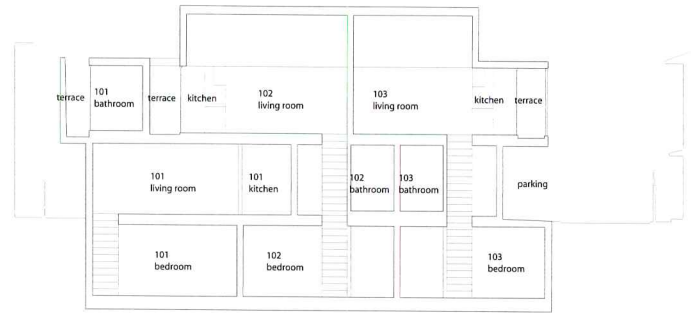 terrace
101
bathroom
terrace
kitchen
102
living room
103
living room
kitchen
terrace
101
living room
101
kitchen
102
bathroom
103
bathroom
parking
101
bedroom
102
bedroom
103
bedroom